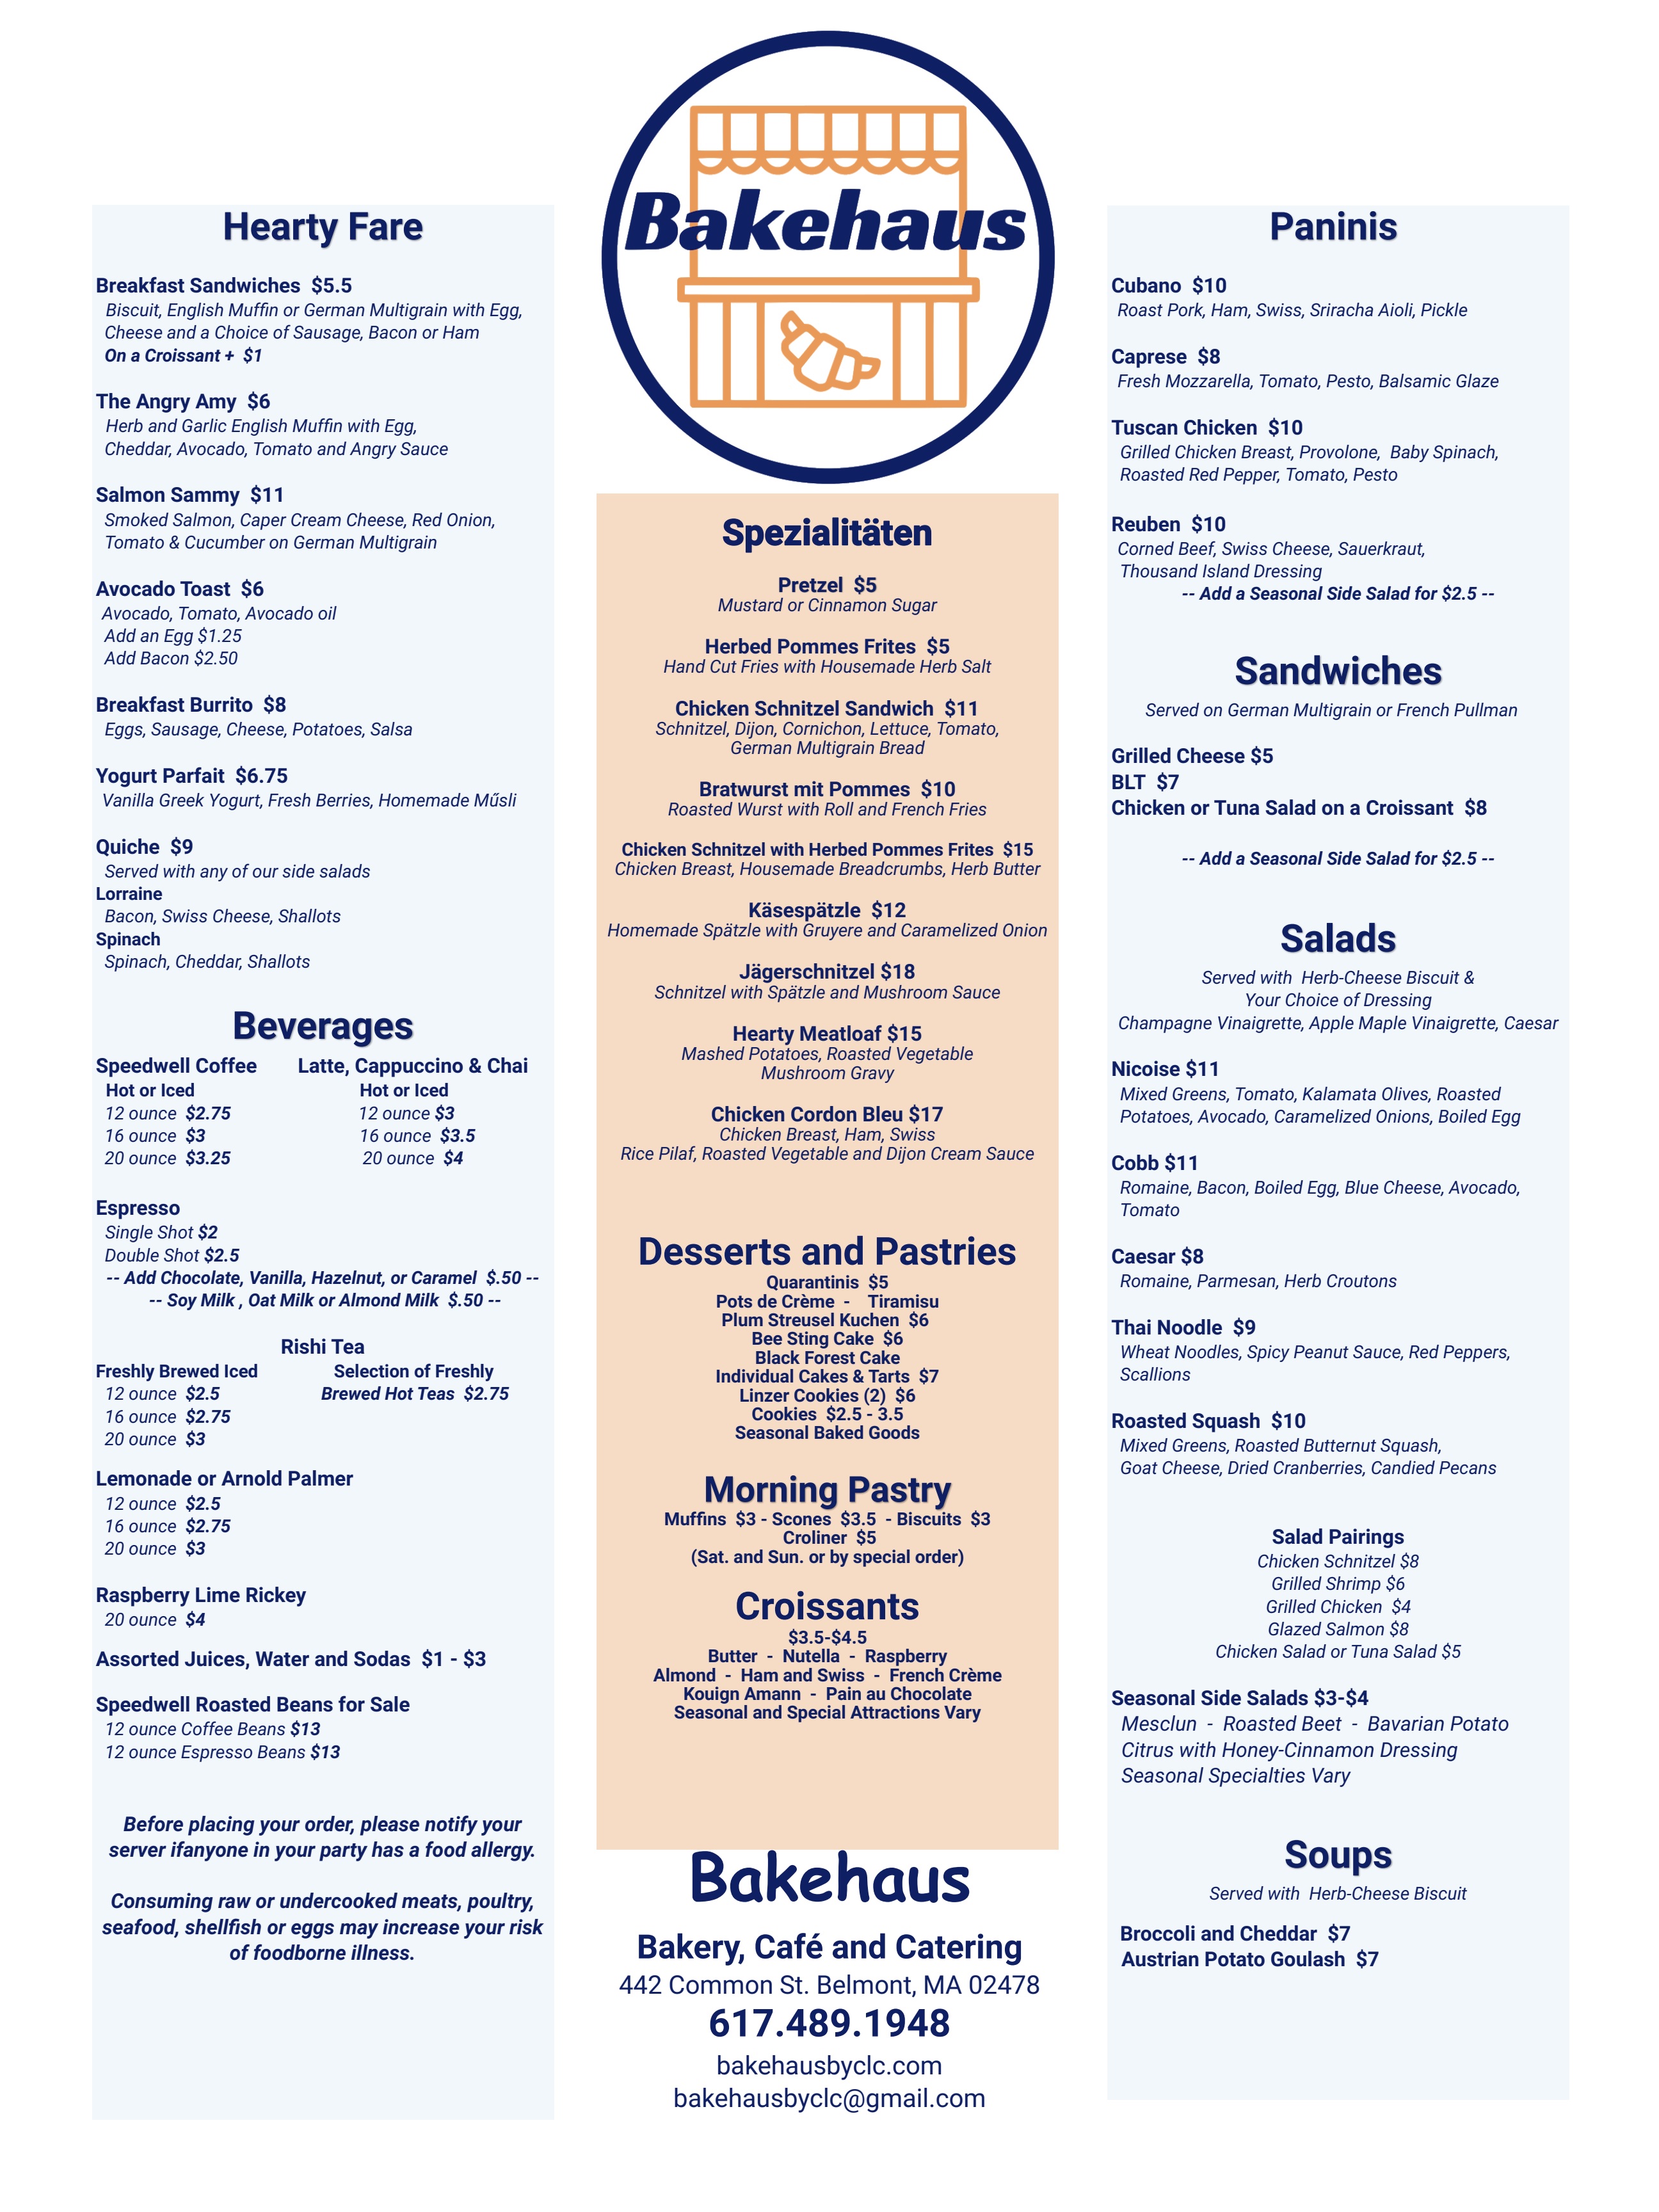 Bakehaus
Hearty Fare
Breakfast Sandwiches $5.5
Biscuit, English Muffin or German Multigrain with Egg,
Cheese and a Choice of Sausage, Bacon or Ham
On a Croissant + $1
The Angry Amy $6
Herb and Garlic English Muffin with Egg,
Cheddar, Avocado, Tomato and Angry Sauce
Salmon Sammy $11
Smoked Salmon, Caper Cream Cheese, Red Onion,
Tomato & Cucumber on German Multigrain
Avocado Toast $6
Avocado, Tomato, Avocado oil
Add an Egg $1.25
Add Bacon $2.50
Breakfast Burrito $8
Eggs, Sausage, Cheese, Potatoes, Salsa
Yogurt Parfait $6.75
Vanilla Greek Yogurt, Fresh Berries, Homemade Műsli
Quiche $9
Served with any of our side salads
Lorraine
Bacon, Swiss Cheese, Shallots
Spinach
Spinach, Cheddar, Shallots
Beverages
Speedwell Coffee Latte, Cappuccino & Chai
Hot or Iced Hot or Iced
12 ounce $2.75 12 ounce $3
16 ounce $3 16 ounce $3.5
20 ounce $3.25 20 ounce $4
Espresso
Single Shot $2
Double Shot $2.5
-- Add Chocolate, Vanilla, Hazelnut, or Caramel $.50 --
-- Soy Milk , Oat Milk or Almond Milk $.50 --
Rishi Tea
Freshly Brewed Iced Selection of Freshly
12 ounce $2.5 Brewed Hot Teas $2.75
16 ounce $2.75
20 ounce $3
Lemonade or Arnold Palmer
12 ounce $2.5
16 ounce $2.75
20 ounce $3
Raspberry Lime Rickey
20 ounce $4
Assorted Juices, Water and Sodas $1 - $3
Speedwell Roasted Beans for Sale
12 ounce Coffee Beans $13
12 ounce Espresso Beans $13
Before placing your order, please notify your
server ifanyone in your party has a food allergy.
Consuming raw or undercooked meats, poultry,
seafood, shellfish or eggs may increase your risk
of foodborne illness.
Spezialitäten
Pretzel $5
Mustard or Cinnamon Sugar
Herbed Pommes Frites $5
Hand Cut Fries with Housemade Herb Salt
Chicken Schnitzel Sandwich $11
Schnitzel, Dijon, Cornichon, Lettuce, Tomato,
German Multigrain Bread
Bratwurst mit Pommes $10
Roasted Wurst with Roll and French Fries
Chicken Schnitzel with Herbed Pommes Frites $15
Chicken Breast, Housemade Breadcrumbs, Herb Butter
Käsespätzle $12
Homemade Spätzle with Gruyere and Caramelized Onion
Jägerschnitzel $18
Schnitzel with Spätzle and Mushroom Sauce
Hearty Meatloaf $15
Mashed Potatoes, Roasted Vegetable
Mushroom Gravy
Chicken Cordon Bleu $17
Chicken Breast, Ham, Swiss
Rice Pilaf, Roasted Vegetable and Dijon Cream Sauce
Desserts and Pastries
Quarantinis $5
Pots de Crème - Tiramisu
Plum Streusel Kuchen $6
Bee Sting Cake $6
Black Forest Cake
Individual Cakes & Tarts $7
Linzer Cookies (2) $6
Cookies $2.5 - 3.5
Seasonal Baked Goods
Morning Pastry
Muffins $3 - Scones $3.5 - Biscuits $3
Croliner $5
(Sat. and Sun. or by special order)
Croissants
$3.5-$4.5
Butter - Nutella - Raspberry
Almond - Ham and Swiss - French Crème
Kouign Amann - Pain au Chocolate
Seasonal and Special Attractions Vary
Bakehaus
Bakery, Café and Catering
442 Common St. Belmont, MA 02478
617.489.1948
bakehausbyclc.com
bakehausbyclc@gmail.com
Paninis
Cubano $10
Roast Pork, Ham, Swiss, Sriracha Aioli, Pickle
Caprese $8
Fresh Mozzarella, Tomato, Pesto, Balsamic Glaze
Tuscan Chicken $10
Grilled Chicken Breast, Provolone, Baby Spinach,
Roasted Red Pepper, Tomato, Pesto
Reuben $10
Corned Beef, Swiss Cheese, Sauerkraut,
Thousand Island Dressing
-- Add a Seasonal Side Salad for $2.5 --
Sandwiches
Served on German Multigrain or French Pullman
Grilled Cheese $5
BLT $7
Chicken or Tuna Salad on a Croissant $8
-- Add a Seasonal Side Salad for $2.5 --
Salads
Served with Herb-Cheese Biscuit &
Your Choice of Dressing
Champagne Vinaigrette, Apple Maple Vinaigrette, Caesar
Nicoise $11
Mixed Greens, Tomato, Kalamata Olives, Roasted
Potatoes, Avocado, Caramelized Onions, Boiled Egg
Cobb $11
Romaine, Bacon, Boiled Egg, Blue Cheese, Avocado,
Tomato
Caesar $8
Romaine, Parmesan, Herb Croutons
Thai Noodle $9
Wheat Noodles, Spicy Peanut Sauce, Red Peppers,
Scallions
Roasted Squash $10
Mixed Greens, Roasted Butternut Squash,
Goat Cheese, Dried Cranberries, Candied Pecans
Salad Pairings
Chicken Schnitzel $8
Grilled Shrimp $6
Grilled Chicken $4
Glazed Salmon $8
Chicken Salad or Tuna Salad $5
Seasonal Side Salads $3-$4
Mesclun - Roasted Beet - Bavarian Potato
Citrus with Honey-Cinnamon Dressing
Seasonal Specialties Vary
Soups
Served with Herb-Cheese Biscuit
Broccoli and Cheddar $7
Austrian Potato Goulash $7